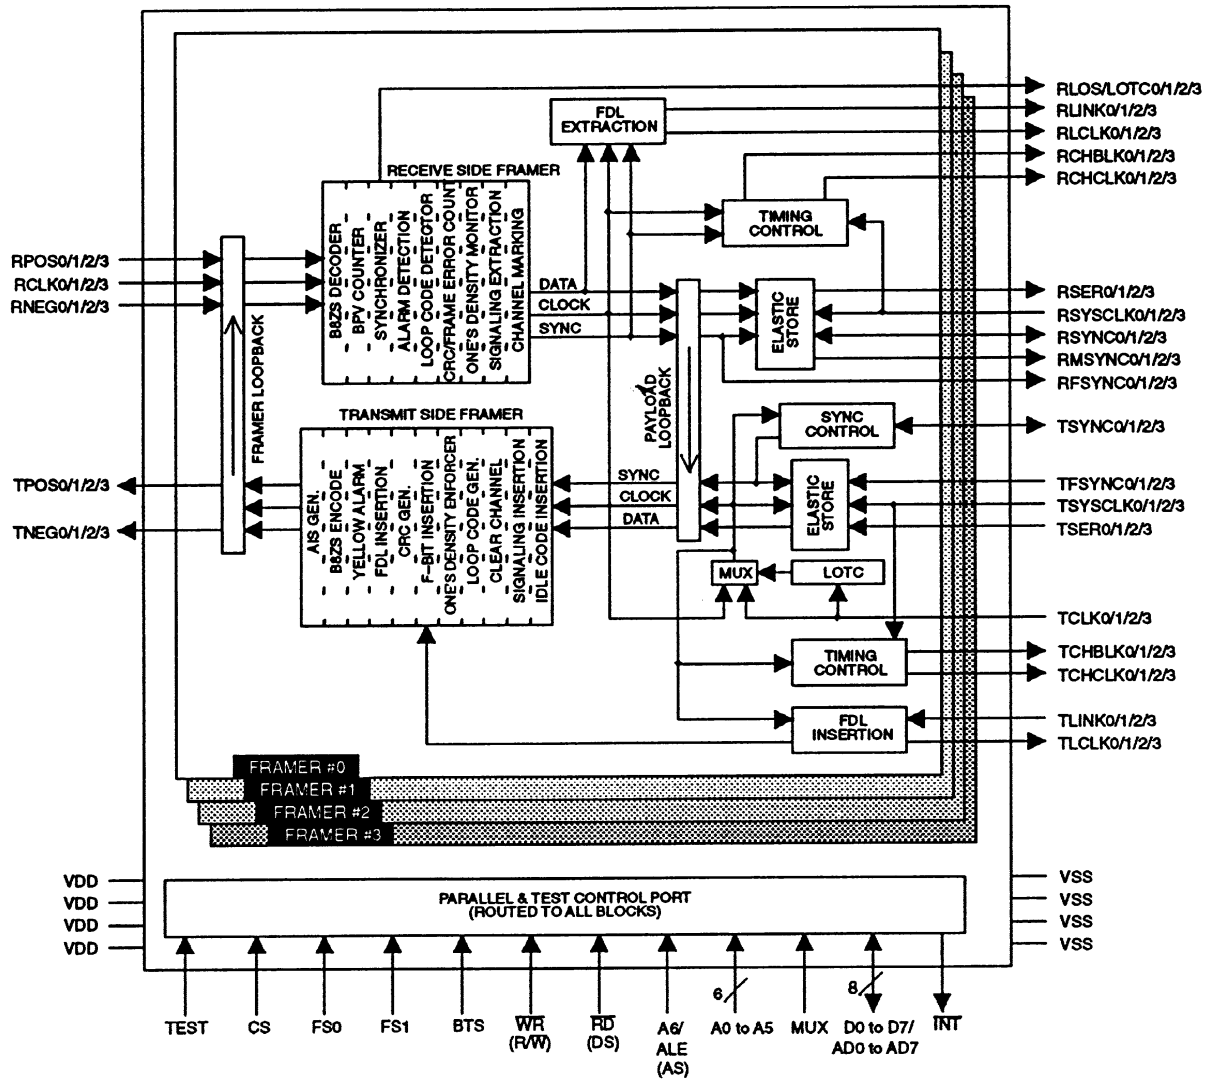 RLOS/LOTC0/1/2/3
FDL
EXTRACTION
RLINK0/1/2/3
RLCLK0/1/2/3
RCHBLK0/1/2/3
RCHCLK0/1/2/3
RECEIVE SIDE FRAMER
TIMING
CONTROL
B8ZS DECODER
BPV COUNTER
SYNCHRONIZER
ALARM DETECTION
LOOP CODE DETECTOR
CRC/FRAME ERROR COUNT
ONE'S DENSITY MONITOR
SIGNALING EXTRACTION
CHANNEL MARKING
RPOS0/1/2/3
RCLK0/1/2/3
RNEG0/1/2/3
DATA
CLOCK
SYNC
ELASTIC
STORE
RSER0/1/2/3
RSYSCLK0/1/2/3
RSYNC0/1/2/3
RMSYNC0/1/2/3
RFSYNC0/1/2/3
FRAMER LOOPBACK
PAYLOAD
LOOPBACK
TRANSMIT SIDE FRAMER
SYNC
CONTROL
TSYNC0/1/2/3
AIS GEN.
B8ZS ENCODE
YELLOW ALARM
FDL INSERTION
CRC GEN.
F-BIT INSERTION
ONE'S DENSITY ENFORCER
LOOP CODE GEN.
CLEAR CHANNEL
SIGNALING INSERTION
IDLE CODE INSERTION
TPOS0/1/2/3
TNEG0/1/2/3
SYNC
CLOCK
DATA
ELASTIC
STORE
TFSYNC0/1/2/3
TSYSCLK0/1/2/3
TSER0/1/2/3
MUX
LOTC
TCLK0/1/2/3
TIMING
CONTROL
TCHBLK0/1/2/3
TCHCLK0/1/2/3
FDL
INSERTION
TLINK0/1/2/3
TLCLK0/1/2/3
FRAMER #0
FRAMER #1
FRAMER #2
FRAMER #3
VDD
VDD
VDD
VDD
PARALLEL & TEST CONTROL PORT
(ROUTED TO ALL BLOCKS)
VSS
VSS
VSS
VSS
6
8
TEST
CS
FS0
FS1
BTS
WR
(R/W)
RD
(DS)
A6/
ALE
(AS)
A0 to A5
MUX
D0 to D7/
AD0 to AD7
INT